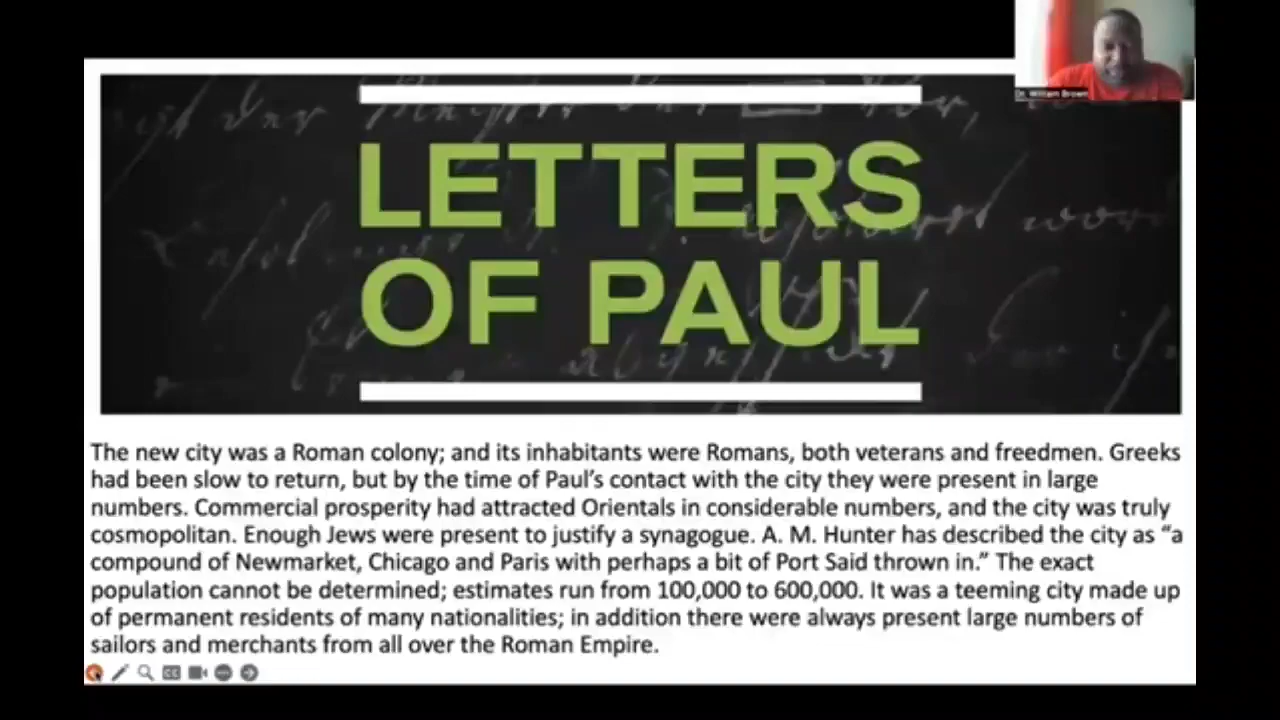 Dr. William Brown
LETTERS
OF PAUL
The new city was a Roman colony; and its inhabitants were Romans, both veterans and freedmen. Greeks
had been slow to return, but by the time of Paul’s contact with the city they were present in large
numbers. Commercial prosperity had attracted Orientals in considerable numbers, and the city was truly
cosmopolitan. Enough Jews were present to justify a synagogue. A. M. Hunter has described the city as “a
compound of Newmarket, Chicago and Paris with perhaps a bit of Port Said thrown in.” The exact
population cannot be determined; estimates run from 100,000 to 600,000. It was a teeming city made up
of permanent residents of many nationalities; in addition there were always present large numbers of
sailors and merchants from all over the Roman Empire.